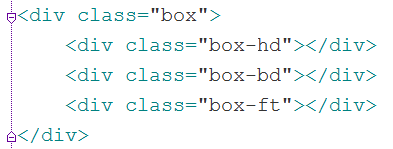 <div class="box">
    <div class="box-hd"></div>
    <div class="box-bd"></div>
    <div class="box-ft"></div>
</div>